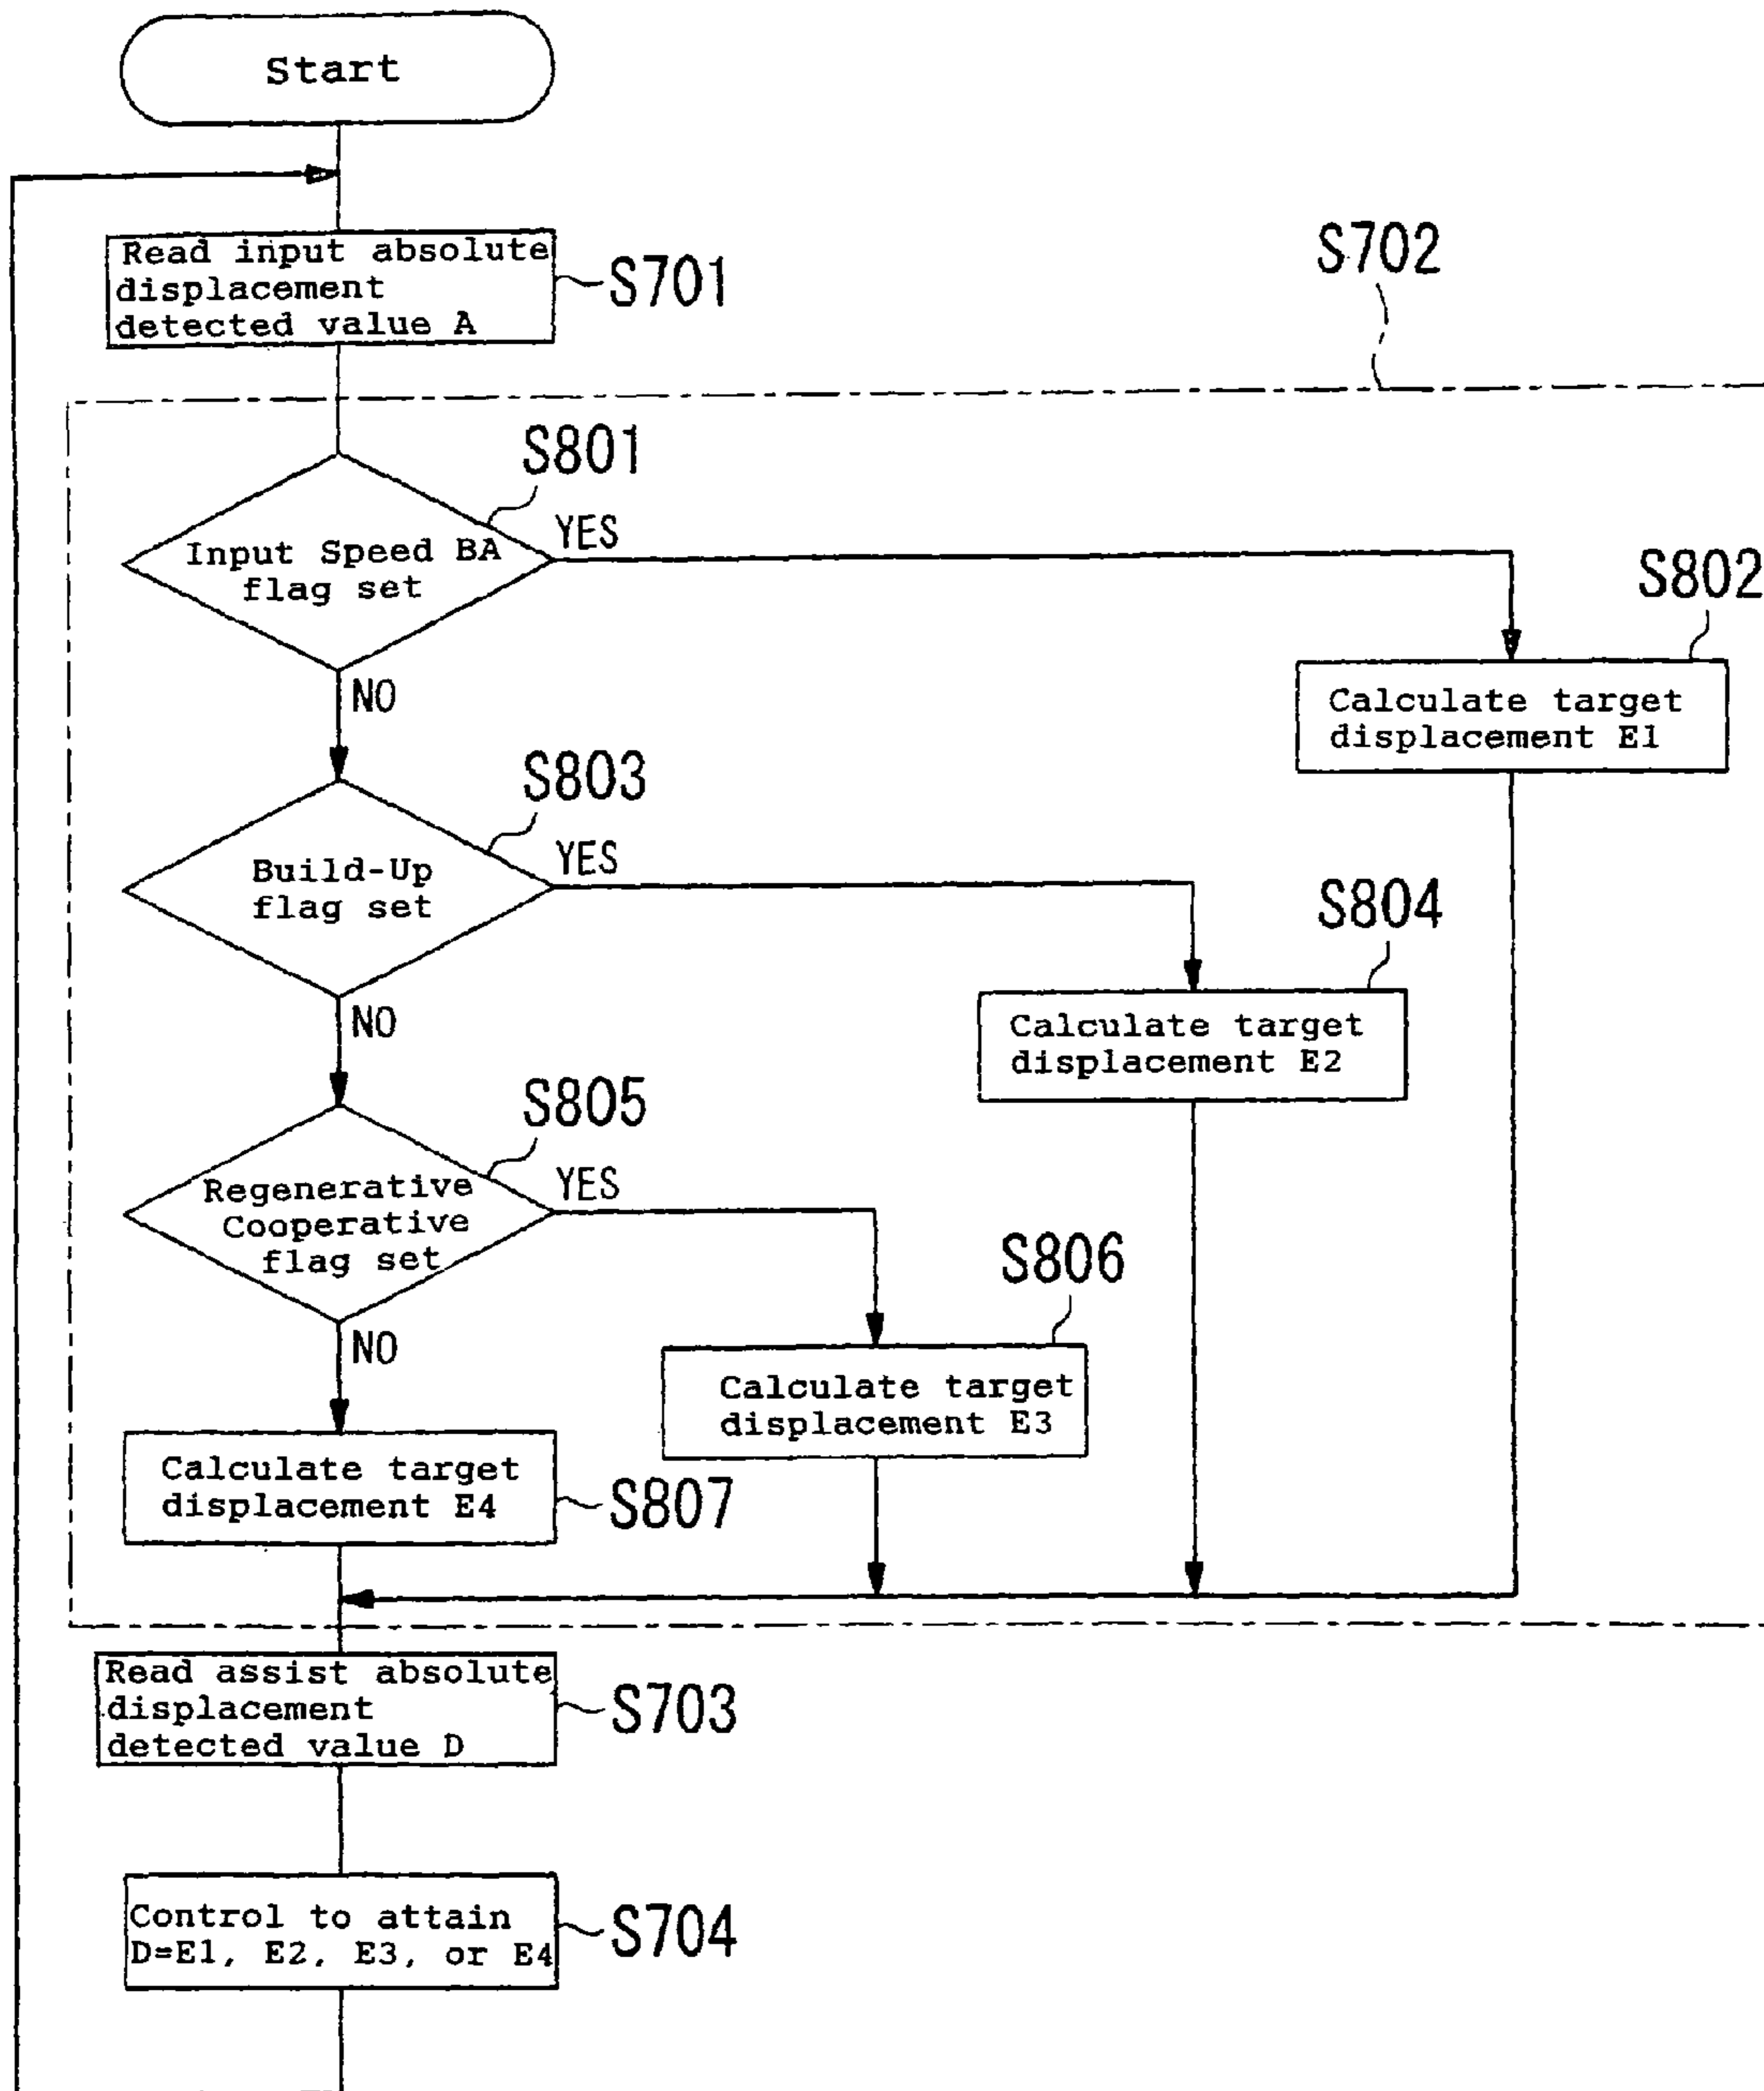 Start
Read input absolute
displacement
detected value A
S701
S702
S801
Input Speed BA
flag set
YES
NO
S802
Calculate target
displacement E1
S803
Build-Up
flag set
YES
NO
S804
Calculate target
displacement E2
S805
Regenerative
Cooperative
flag set
YES
NO
S806
Calculate target
displacement E3
Calculate target
displacement E4
S807
Read assist absolute
displacement
detected value D
S703
Control to attain
D=E1, E2, E3, or E4
S704